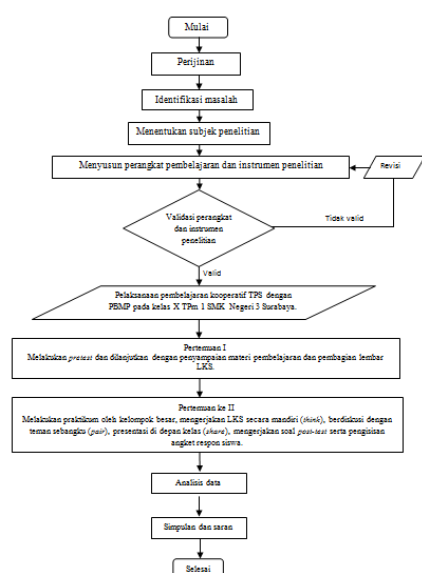 Mulai
Perijinan
Identifikasi masalah
Menentukan subjek penelitian
Menyusun perangkat pembelajaran dan instrumen penelitian
Revisi
Validasi perangkat
dan instrumen
penelitian
Tidak valid
Valid
Pelaksanaan pembelajaran kooperatif TPS dengan
PBMP pada kelas X TPm 1 SMK Negeri 3 Surabaya.
Pertemuan I
Melakukan pretest dan dilanjutkan dengan penyampaian materi pembelajaran dan pembagian lembar
LKS.
Pertemuan ke II
Melakukan praktikum oleh kelompok besar, mengerjakan LKS secara mandiri (think), berdiskusi dengan
teman sebangku (pair), presentasi di depan kelas (share), mengerjakan soal post-test serta pengisisan
angket respon siswa.
Analisis data
Simpulan dan saran
Selesai